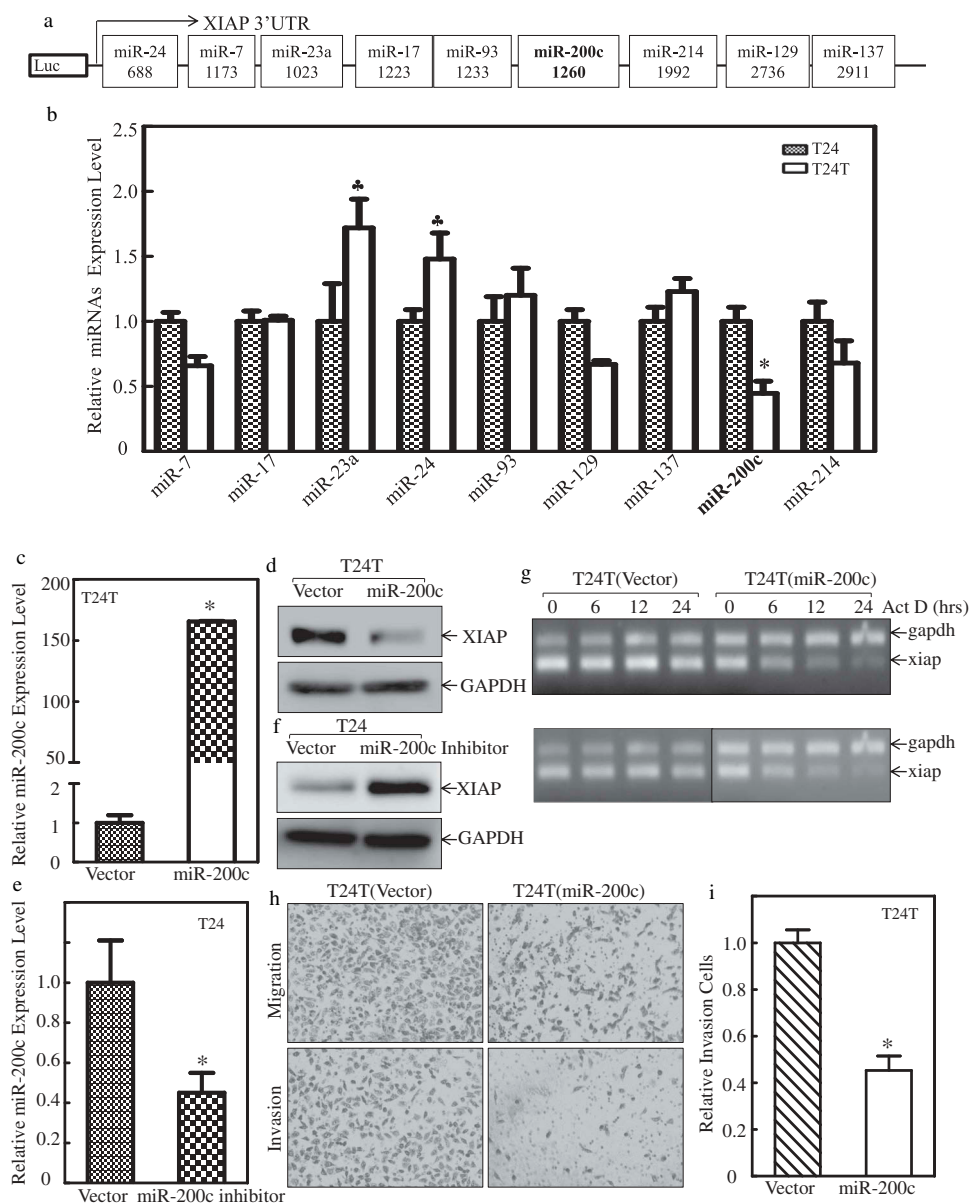 a
XIAP 3’UTR
Luc
miR-24
688
miR-7
1173
miR-23a
1023
miR-17
1223
miR-93
1233
miR-200c
1260
miR-214
1992
miR-129
2736
miR-137
2911
b
Relative miRNAs Expression Level
2.5
2.0
1.5
1.0
0.5
0
T24
T24T
♣
♣
*
miR-7
miR-17
miR-23a
miR-24
miR-93
miR-129
miR-137
miR-200c
miR-214
c
Relative miR-200c Expression Level
T24T
200
150
100
50
2
1
0
*
Vector
miR-200c
d
T24T
Vector miR-200c
XIAP
GAPDH
f
T24
Vector miR-200c Inhibitor
XIAP
GAPDH
g
T24T(Vector) T24T(miR-200c)
0 6 12 24 0 6 12 24 Act D (hrs)
gapdh
xiap
gapdh
xiap
e
Relative miR-200c Expression Level
T24
1.0
0.8
0.6
0.4
0.2
0
*
Vector miR-200c inhibitor
h
T24T(Vector) T24T(miR-200c)
Migration
Invasion
i
Relative Invasion Cells
T24T
1.0
0.8
0.6
0.4
0.2
0
*
Vector
miR-200c